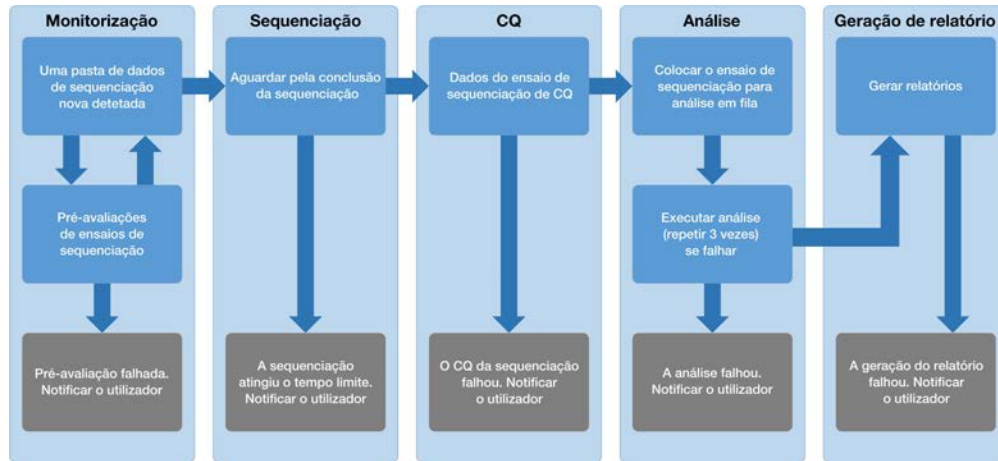 Monitorização
Uma pasta de dados
de sequenciação
nova detetada
Pré-avaliações
de ensaios de
sequenciação
Pré-avaliação falhada.
Notificar o utilizador
Sequenciação
Aguardar pela conclusão
da sequenciação
A sequenciação
atingiu o tempo limite.
Notificar o utilizador
CQ
Dados do ensaio de
sequenciação de CQ
O CQ da sequenciação
falhou. Notificar
o utilizador
Análise
Colocar o ensaio de
sequenciação para
análise em fila
Executar análise
(repetir 3 vezes)
se falhar
A análise falhou.
Notificar o utilizador
Geração de relatório
Gerar relatórios
A geração do relatório
falhou. Notificar
o utilizador